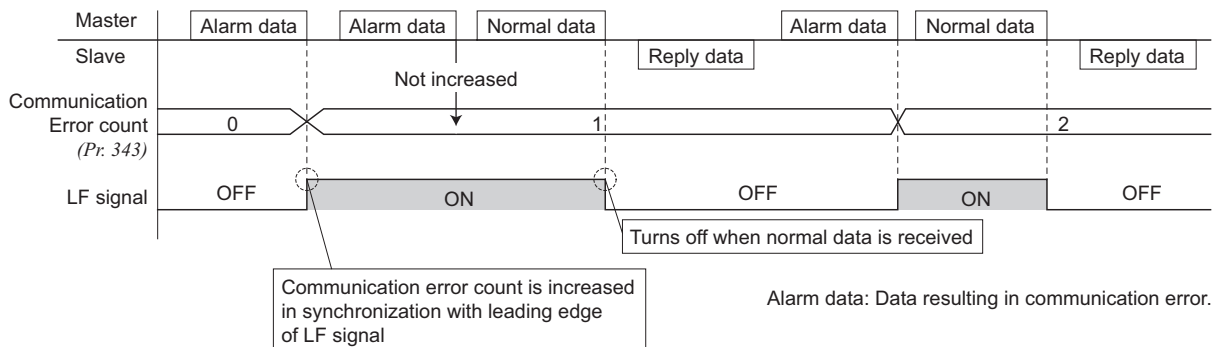 Master
Alarm data
Alarm data
Normal data
Alarm data
Normal data
Slave
Reply data
Reply data
Not increased
Communication
Error count
(Pr. 343)
0
1
2
LF signal
OFF
ON
OFF
ON
OFF
Turns off when normal data is received
Communication error count is increased
in synchronization with leading edge
of LF signal
Alarm data: Data resulting in communication error.